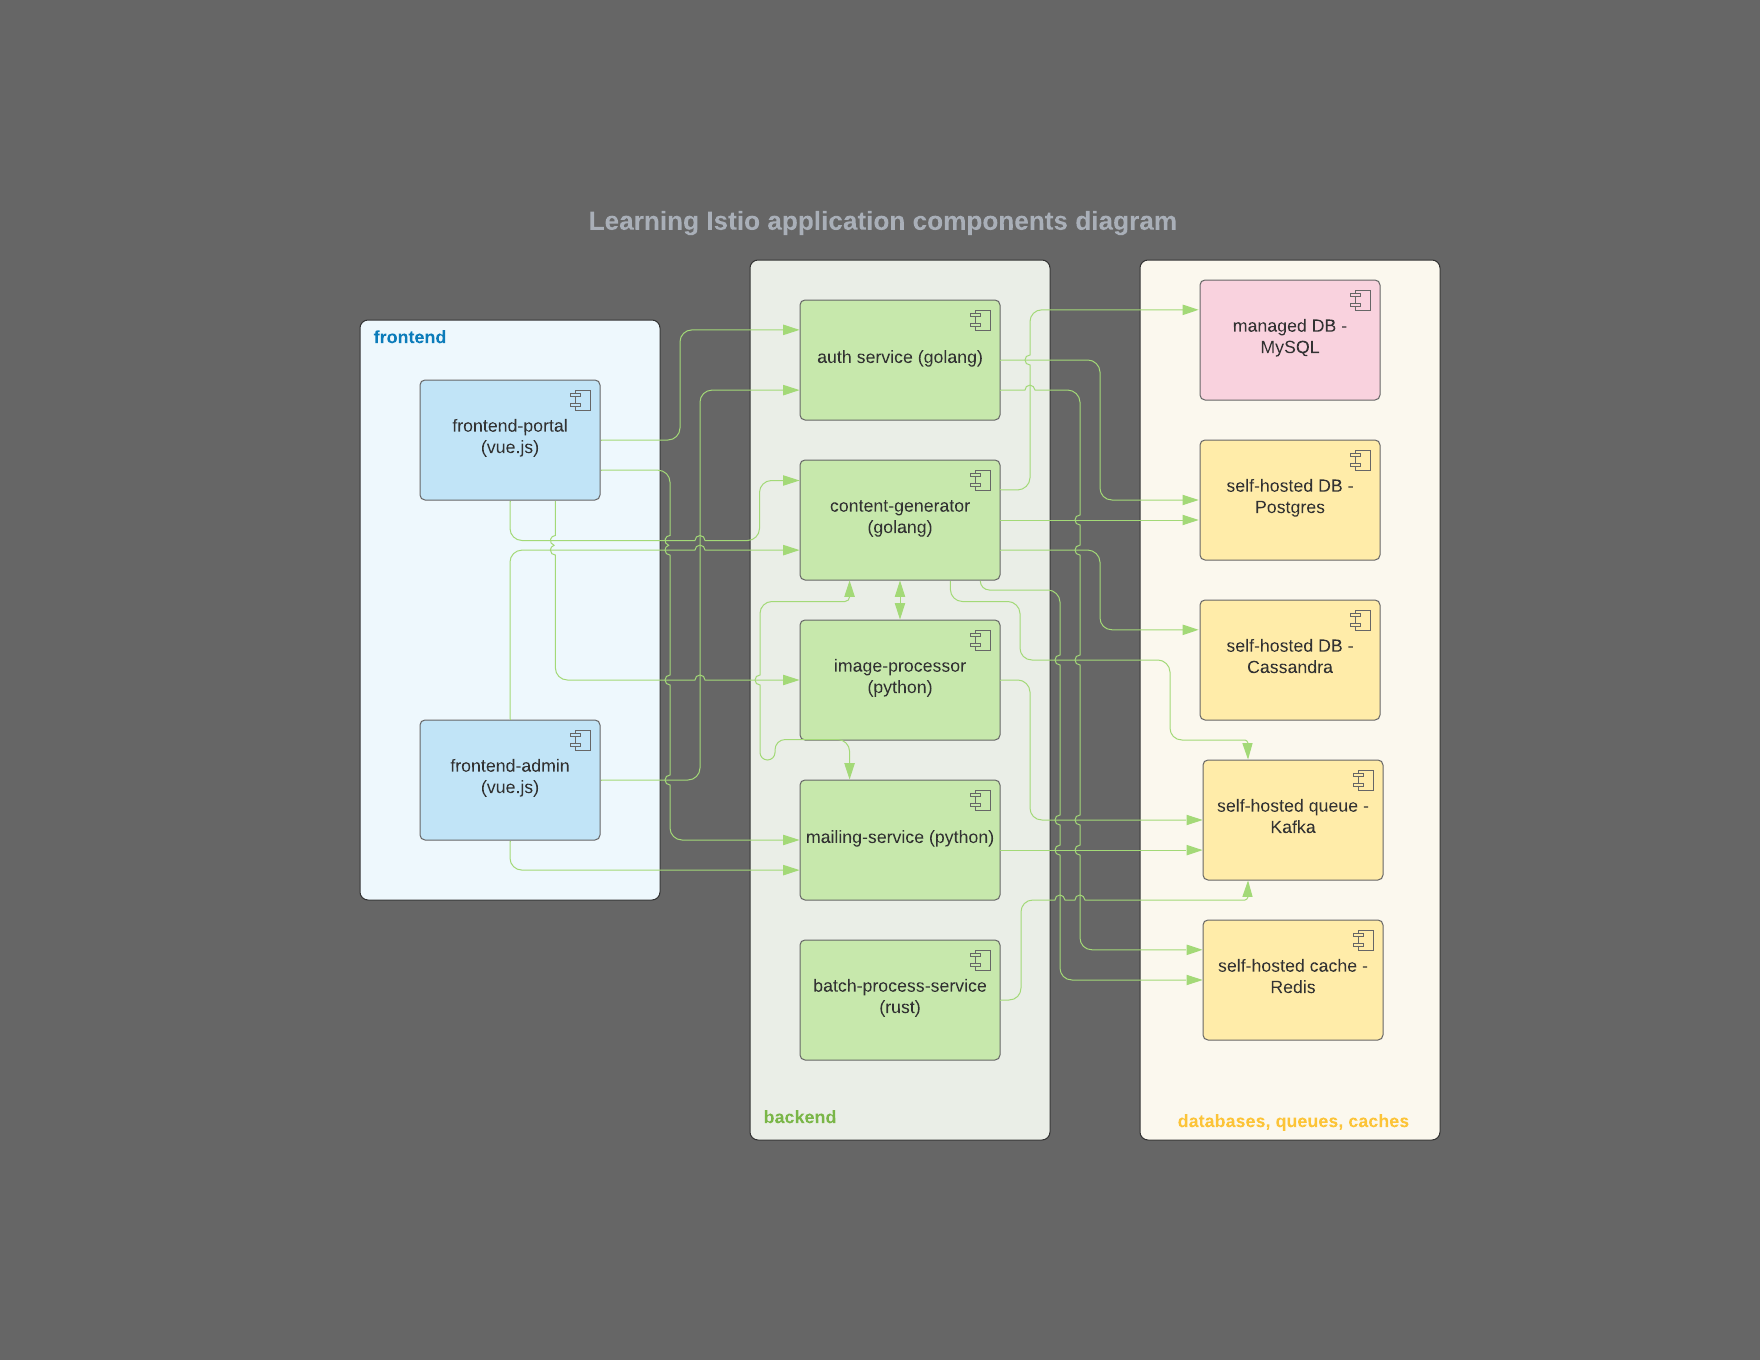 Learning Istio application components diagram
frontend
frontend-portal
(vue.js)
frontend-admin
(vue.js)
auth service (golang)
content-generator
(golang)
image-processor
(python)
mailing-service (python)
batch-process-service
(rust)
backend
managed DB -
MySQL
self-hosted DB -
Postgres
self-hosted DB -
Cassandra
self-hosted queue -
Kafka
self-hosted cache -
Redis
databases, queues, caches